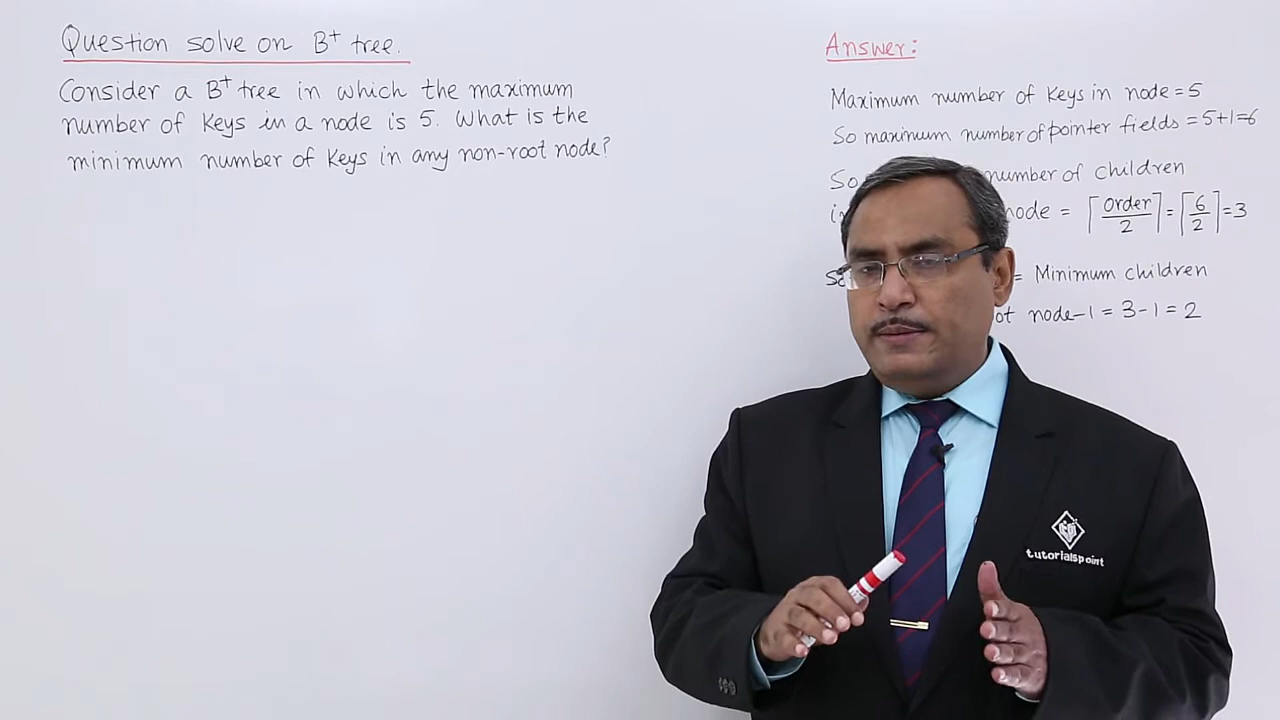 Question solve on B⁺ tree.
Consider a B⁺ tree in which the maximum
number of keys in a node is 5. What is the
minimum number of keys in any non-root node?
Answer:
Maximum number of keys in node = 5
So maximum number of pointer fields = 5+1=6
So number of children
node = ⌈Order/2⌉ = ⌈6/2⌉ = 3
= Minimum children
node-1 = 3-1 = 2
tutorialspoint